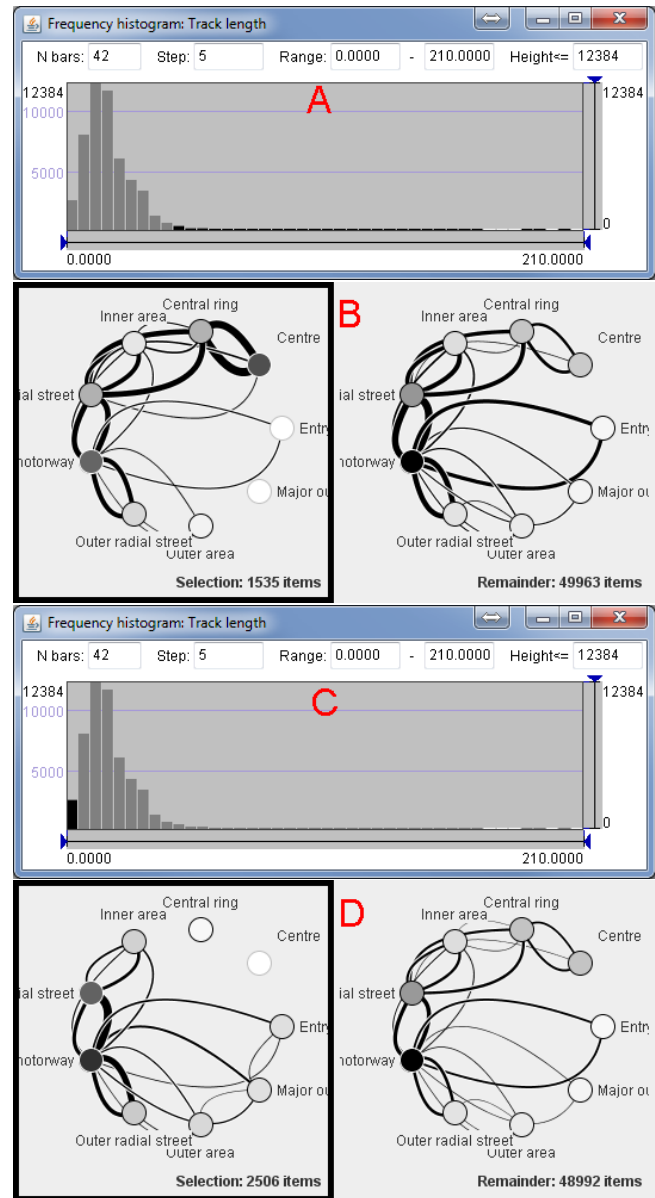 Frequency histogram: Track length
N bars: 42 Step: 5 Range: 0.0000 - 210.0000 Height<= 12384
12384 A 12384
10000
5000
0
0.0000 210.0000
Central ring B Central ring
Inner area Inner area
Centre Centre
ial street
Entry Entry
notorway
Major ou Major ou
Outer radial street Outer radial street
Outer area Outer area
Selection: 1535 items Remainder: 49963 items
Frequency histogram: Track length
N bars: 42 Step: 5 Range: 0.0000 - 210.0000 Height<= 12384
12384 C 12384
10000
5000
0
0.0000 210.0000
Central ring D Central ring
Inner area Inner area
Centre Centre
ial street ial street
Entry Entr
notorway notorway
Major ou Major ou
Outer radial street Outer radial street
Outer area Outer area
Selection: 2506 items Remainder: 48992 items